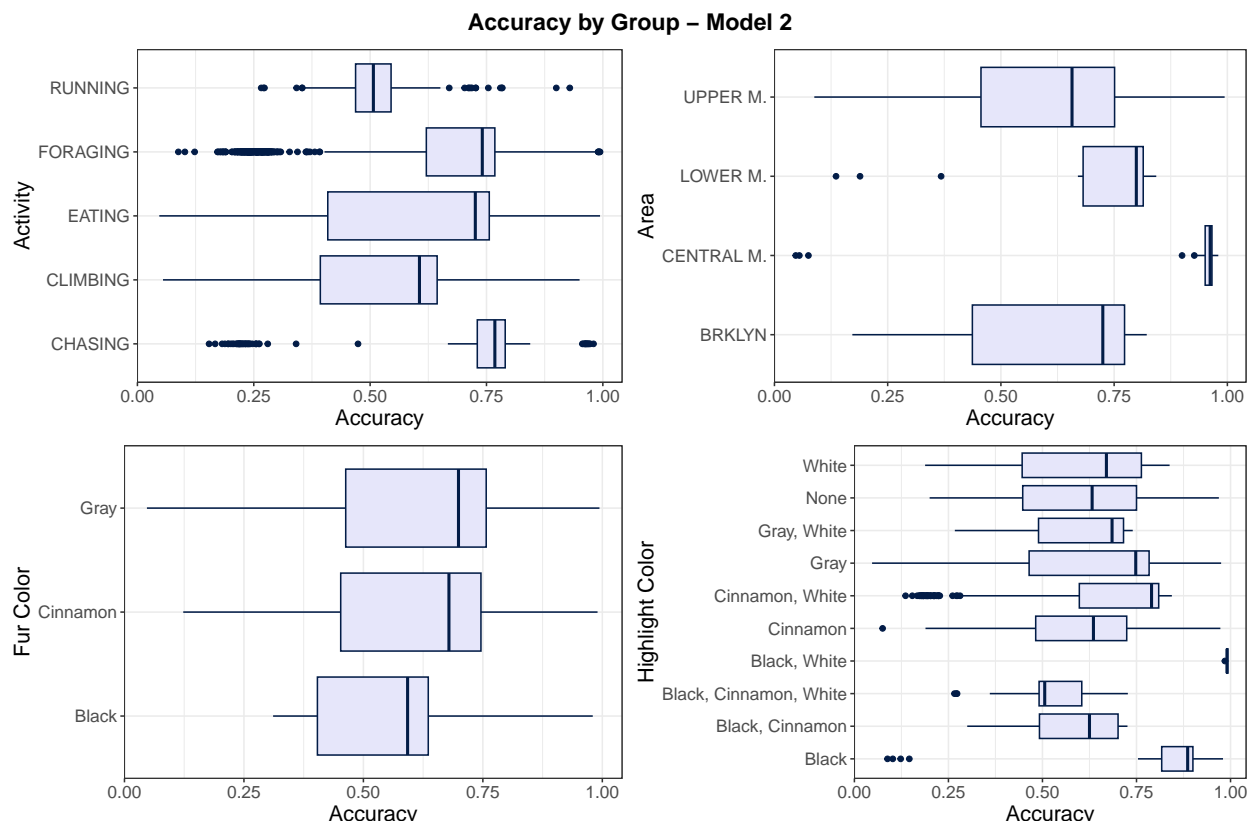 Accuracy by Group – Model 2
RUNNING
FORAGING
EATING
CLIMBING
CHASING
Activity
0.00 0.25 0.50 0.75 1.00
Accuracy
UPPER M.
LOWER M.
CENTRAL M.
BRKLYN
Area
0.00 0.25 0.50 0.75 1.00
Accuracy
Gray
Cinnamon
Black
Fur Color
0.00 0.25 0.50 0.75 1.00
Accuracy
White
None
Gray, White
Gray
Cinnamon, White
Cinnamon
Black, White
Black, Cinnamon, White
Black, Cinnamon
Black
Highlight Color
0.00 0.25 0.50 0.75 1.00
Accuracy